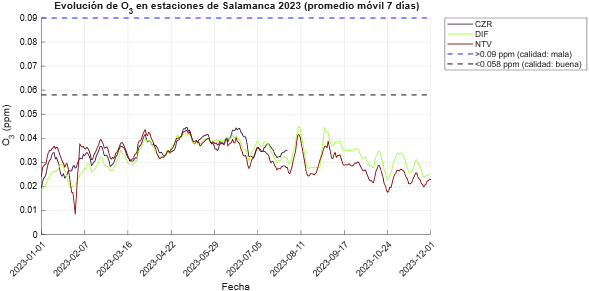 Evolución de O3 en estaciones de Salamanca 2023 (promedio móvil 7 días)
0.09
0.08
0.07
0.06
0.05
0.04
0.03
0.02
0.01
0
O3 (ppm)
2023-01-01
2023-02-07
2023-03-16
2023-04-22
2023-05-29
2023-07-05
2023-08-11
2023-09-17
2023-10-24
2023-12-01
Fecha
CZR
DIF
NTV
>0.09 ppm (calidad: mala)
<0.058 ppm (calidad: buena)